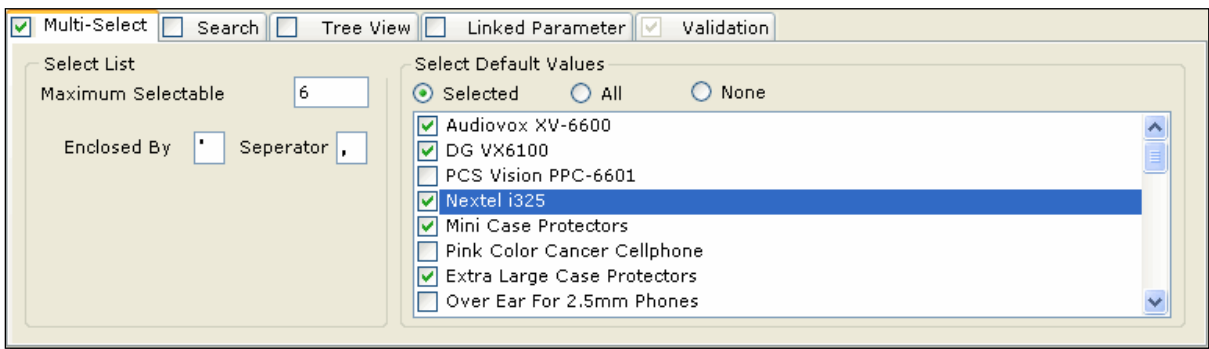 Multi-Select Search Tree View Linked Parameter Validation
Select List
Maximum Selectable 6
Enclosed By ' Seperator ,
Select Default Values
Selected All None
Audiovox XV-6600
DG VX6100
PCS Vision PPC-6601
Nextel i325
Mini Case Protectors
Pink Color Cancer Cellphone
Extra Large Case Protectors
Over Ear For 2.5mm Phones